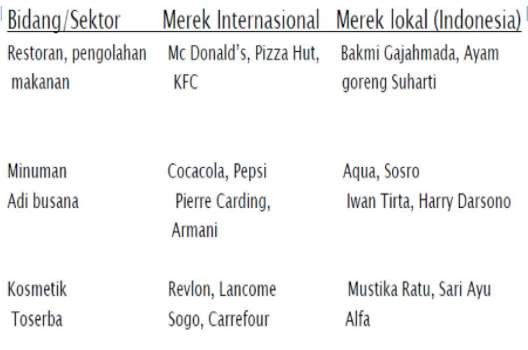 Bidang/Sektor Merek Internasional Merek lokal (Indonesia)
Restoran, pengolahan Mc Donald's, Pizza Hut, Bakmi Gajahmada, Ayam
makanan KFC goreng Suharti
Minuman Cocacola, Pepsi Aqua, Sosro
Adi busana Pierre Carding, Iwan Tirta, Harry Darsono
Armani
Kosmetik Revlon, Lancome Mustika Ratu, Sari Ayu
Toserba Sogo, Carrefour Alfa